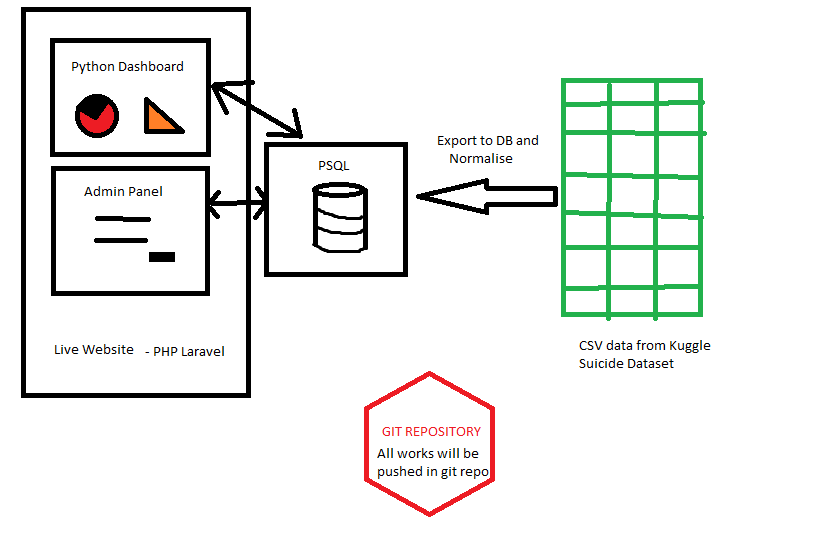 Python Dashboard
Admin Panel
Live Website - PHP Laravel
PSQL
Export to DB and
Normalise
CSV data from Kuggle
Suicide Dataset
GIT REPOSITORY
All works will be
pushed in git repo